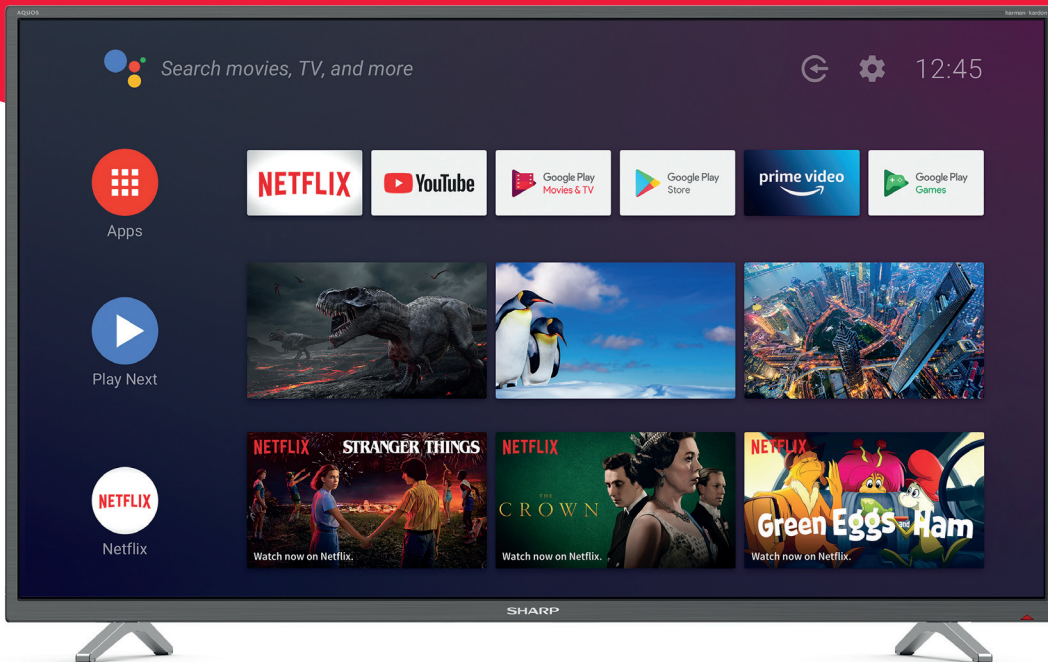 AQUOS
harman/kardon
Search movies, TV, and more
12:45
NETFLIX
YouTube
Google Play
Movies & TV
Google Play
Store
prime video
Google Play
Games
Apps
Play Next
NETFLIX
STRANGER THINGS
Watch now on Netflix.
NETFLIX
THE
CROWN
Watch now on Netflix.
NETFLIX
Green Eggs and Ham
Watch now on Netflix.
NETFLIX
Netflix
SHARP